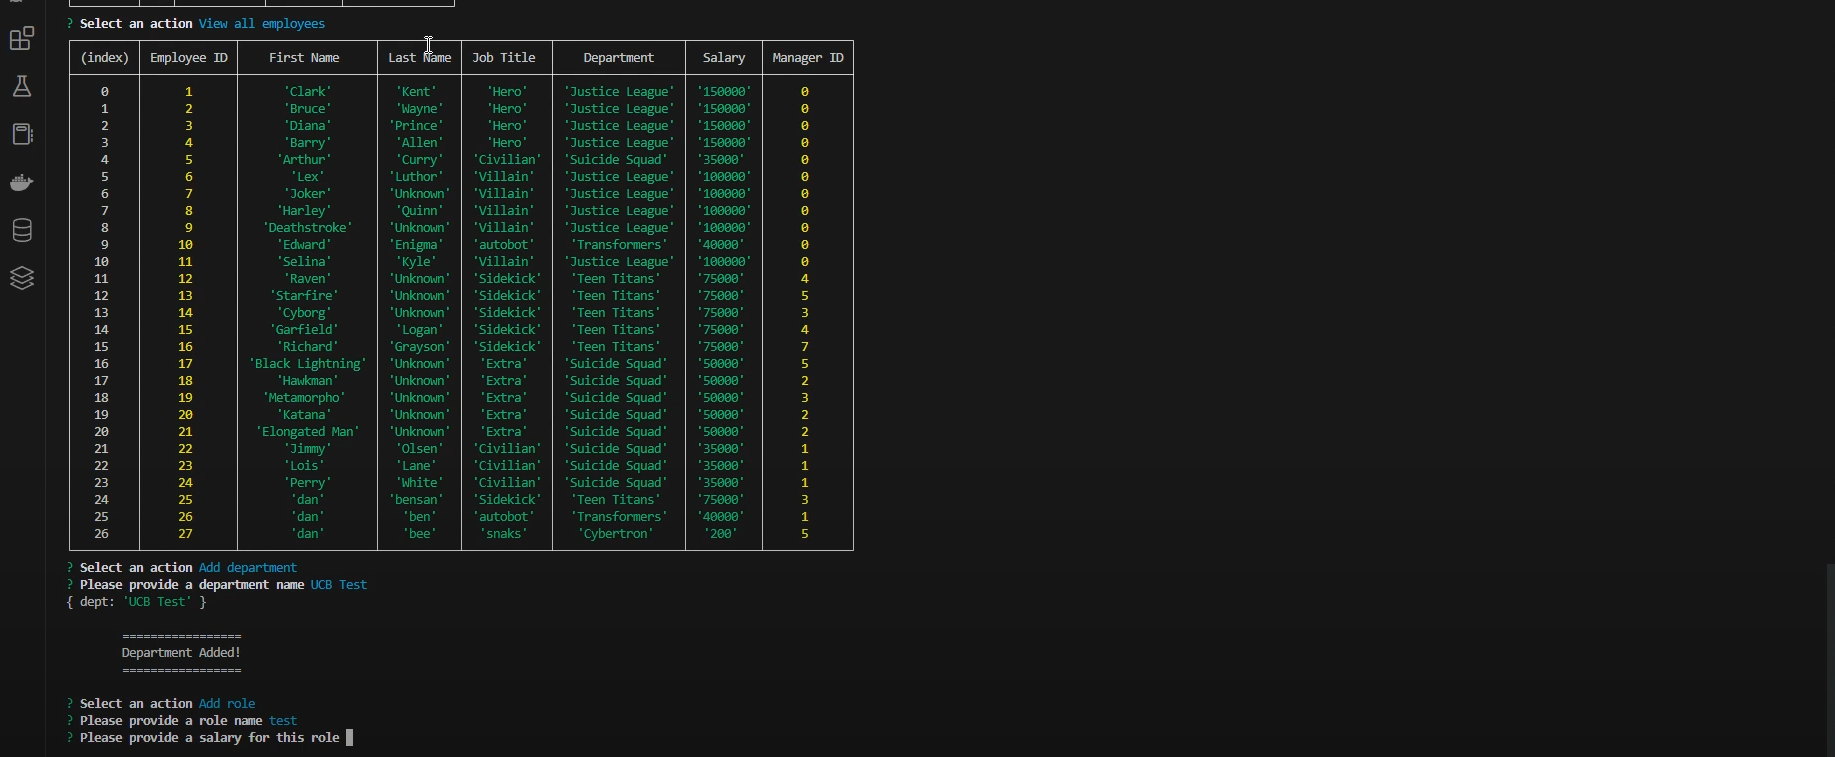 ? Select an action View all employees
(index) Employee ID First Name Last Name Job Title Department Salary Manager ID
0 1 'Clark' 'Kent' 'Hero' 'Justice League' '150000' 0
1 2 'Bruce' 'Wayne' 'Hero' 'Justice League' '150000' 0
2 3 'Diana' 'Prince' 'Hero' 'Justice League' '150000' 0
3 4 'Barry' 'Allen' 'Hero' 'Justice League' '150000' 0
4 5 'Arthur' 'Curry' 'Civilian' 'Suicide Squad' '35000' 0
5 6 'Lex' 'Luthor' 'Villain' 'Justice League' '100000' 0
6 7 'Joker' 'Unknown' 'Villain' 'Justice League' '100000' 0
7 8 'Harley' 'Quinn' 'Villain' 'Justice League' '100000' 0
8 9 'Deathstroke' 'Unknown' 'Villain' 'Justice League' '100000' 0
9 10 'Edward' 'Enigma' 'autobot' 'Transformers' '40000' 0
10 11 'Selina' 'Kyle' 'Villain' 'Justice League' '100000' 0
11 12 'Raven' 'Unknown' 'Sidekick' 'Teen Titans' '75000' 4
12 13 'Starfire' 'Unknown' 'Sidekick' 'Teen Titans' '75000' 5
13 14 'Cyborg' 'Unknown' 'Sidekick' 'Teen Titans' '75000' 3
14 15 'Garfield' 'Logan' 'Sidekick' 'Teen Titans' '75000' 4
15 16 'Richard' 'Grayson' 'Sidekick' 'Teen Titans' '75000' 7
16 17 'Black Lightning' 'Unknown' 'Extra' 'Suicide Squad' '50000' 5
17 18 'Hawkman' 'Unknown' 'Extra' 'Suicide Squad' '50000' 2
18 19 'Metamorpho' 'Unknown' 'Extra' 'Suicide Squad' '50000' 3
19 20 'Katana' 'Unknown' 'Extra' 'Suicide Squad' '50000' 2
20 21 'Elongated Man' 'Unknown' 'Extra' 'Suicide Squad' '50000' 2
21 22 'Jimmy' 'Olsen' 'Civilian' 'Suicide Squad' '35000' 1
22 23 'Lois' 'Lane' 'Civilian' 'Suicide Squad' '35000' 1
23 24 'Perry' 'White' 'Civilian' 'Suicide Squad' '35000' 1
24 25 'dan' 'bensan' 'Sidekick' 'Teen Titans' '75000' 3
25 26 'dan' 'ben' 'autobot' 'Transformers' '40000' 1
26 27 'dan' 'bee' 'snaks' 'Cybertron' '200' 5
? Select an action Add department
? Please provide a department name UCB Test
{ dept: 'UCB Test' }
=================
Department Added!
=================
? Select an action Add role
? Please provide a role name test
? Please provide a salary for this role